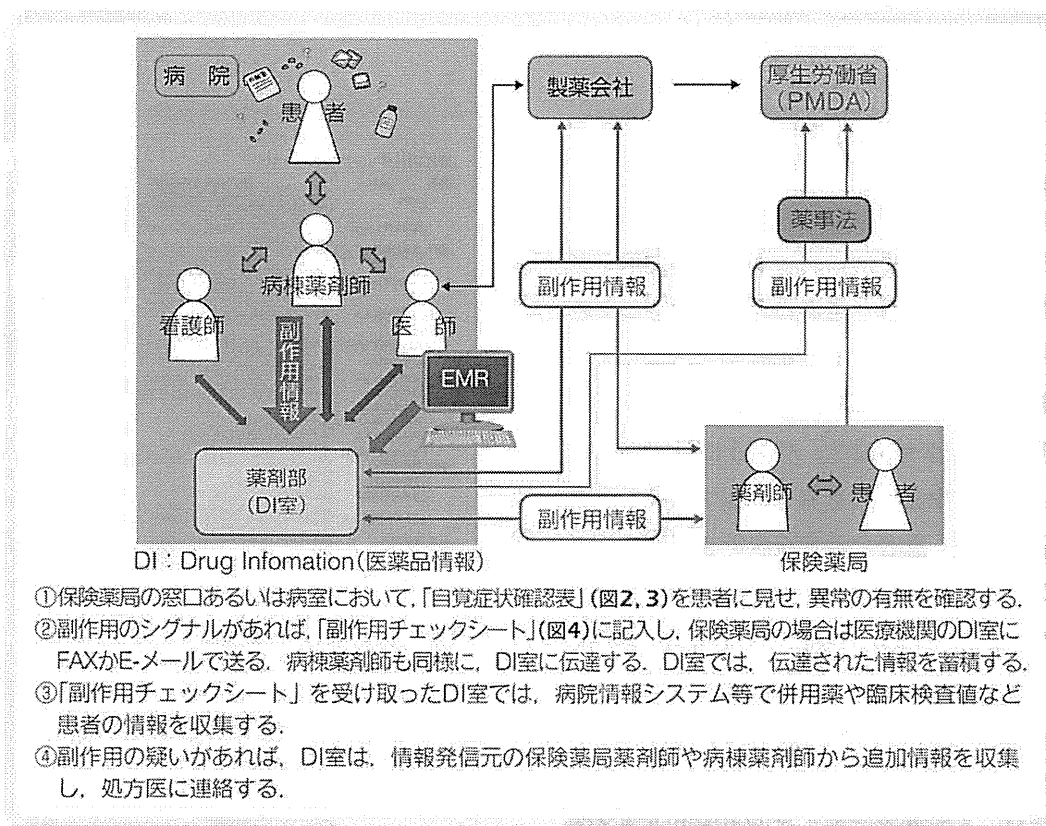 病 院
患 者
製薬会社
厚生労働省
(PMDA)
薬事法
病棟薬剤師
副作用情報
副作用情報
看護師
医 師
副作用情報
EMR
薬剤部
(DI室)
薬剤師
患 者
副作用情報
DI：Drug Infomation(医薬品情報)
保険薬局
①保険薬局の窓口あるいは病室において,「自覚症状確認表」(図2, 3)を患者に見せ, 異常の有無を確認する.
②副作用のシグナルがあれば,「副作用チェックシート」(図4)に記入し, 保険薬局の場合は医療機関のDI室に
FAXかE-メールで送る. 病棟薬剤師も同様に, DI室に伝達する. DI室では, 伝達された情報を蓄積する.
③「副作用チェックシート」を受け取ったDI室では, 病院情報システム等で併用薬や臨床検査値など
患者の情報を収集する.
④副作用の疑いがあれば, DI室は, 情報発信元の保険薬局薬剤師や病棟薬剤師から追加情報を収集
し, 処方医に連絡する.